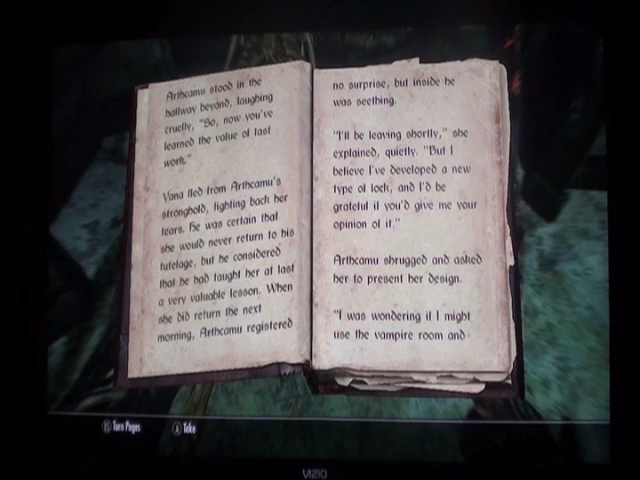 Arthcamu stood in the
hallway beyond, laughing
cruelly, "So, now you've
learned the value of fast
work."
Vana fled from Arthcamu's
stronghold, fighting back her
tears. He was certain that
she would never return to his
tutelage, but he considered
that he had taught her at last
a very valuable lesson. When
she did return the next
morning, Arthcamu registered
no surprise, but inside he
was seething.
"I'll be leaving shortly," she
explained, quietly. "But I
believe I've developed a new
type of lock, and I'd be
grateful if you'd give me your
opinion of it."
Arthcamu shrugged and asked
her to present her design.
"I was wondering if I might
use the vampire room and
Turn Pages
A Take
VIZIO